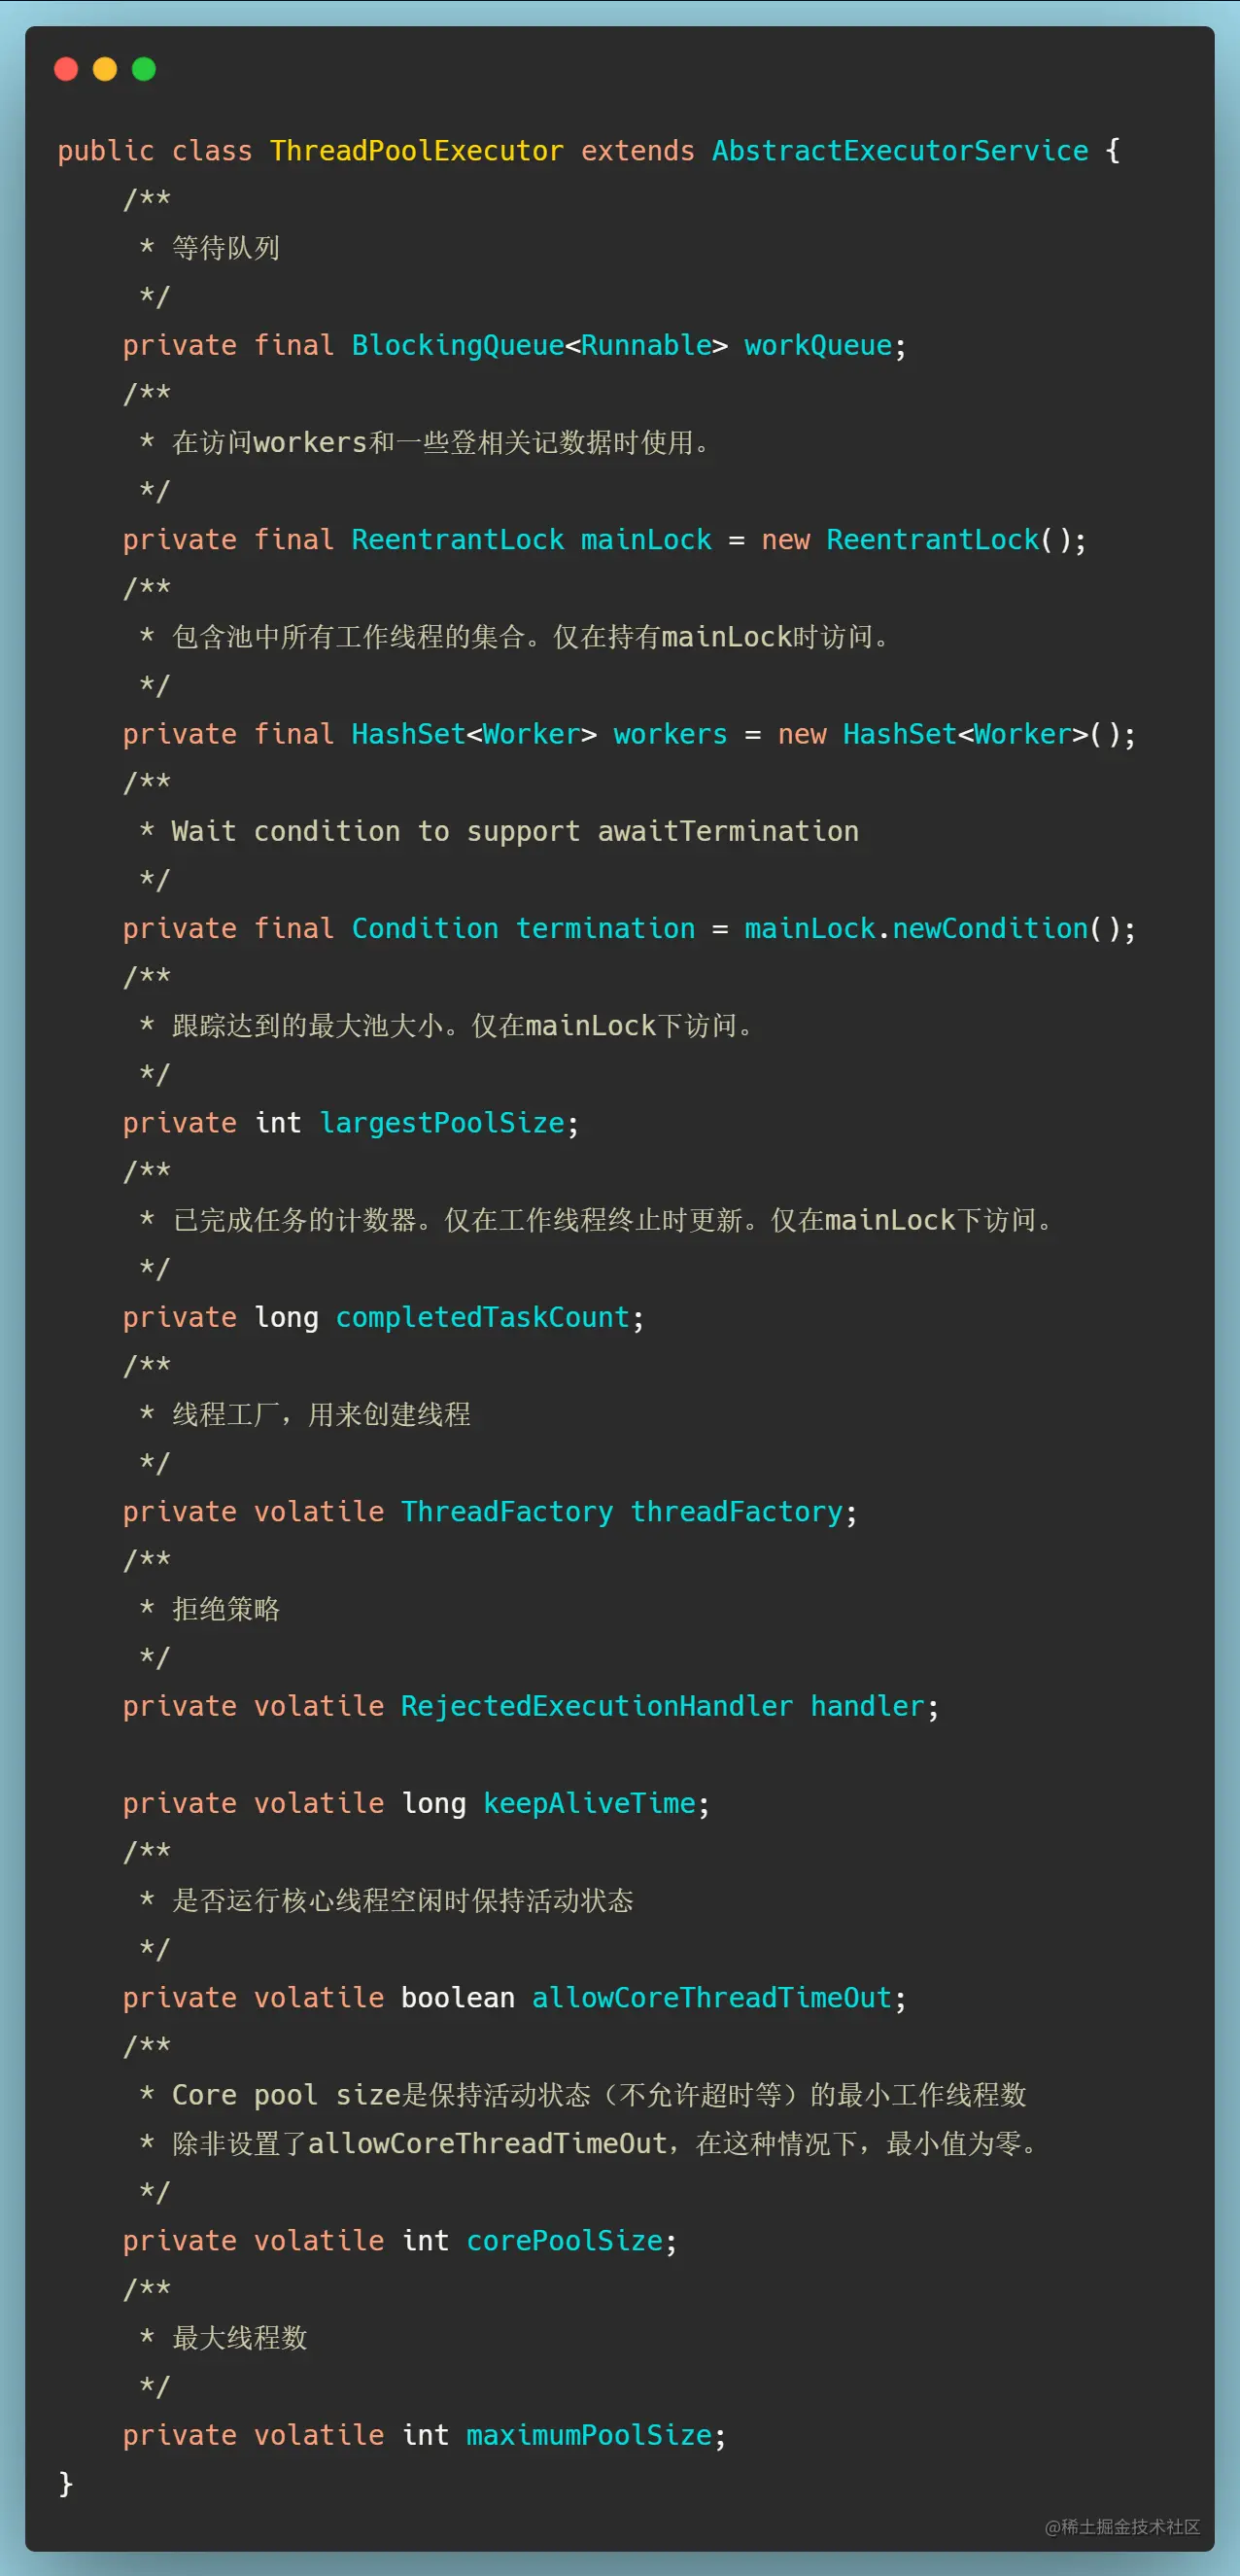 public class ThreadPoolExecutor extends AbstractExecutorService {
    /**
     * 等待队列
     */
    private final BlockingQueue<Runnable> workQueue;
    /**
     * 在访问workers和一些登相关记数据时使用。
     */
    private final ReentrantLock mainLock = new ReentrantLock();
    /**
     * 包含池中所有工作线程的集合。仅在持有mainLock时访问。
     */
    private final HashSet<Worker> workers = new HashSet<Worker>();
    /**
     * Wait condition to support awaitTermination
     */
    private final Condition termination = mainLock.newCondition();
    /**
     * 跟踪达到的最大池大小。仅在mainLock下访问。
     */
    private int largestPoolSize;
    /**
     * 已完成任务的计数器。仅在工作线程终止时更新。仅在mainLock下访问。
     */
    private long completedTaskCount;
    /**
     * 线程工厂，用来创建线程
     */
    private volatile ThreadFactory threadFactory;
    /**
     * 拒绝策略
     */
    private volatile RejectedExecutionHandler handler;

    private volatile long keepAliveTime;
    /**
     * 是否运行核心线程空闲时保持活动状态
     */
    private volatile boolean allowCoreThreadTimeOut;
    /**
     * Core pool size是保持活动状态（不允许超时等）的最小工作线程数
     * 除非设置了allowCoreThreadTimeOut，在这种情况下，最小值为零。
     */
    private volatile int corePoolSize;
    /**
     * 最大线程数
     */
    private volatile int maximumPoolSize;
}
@稀土掘金技术社区